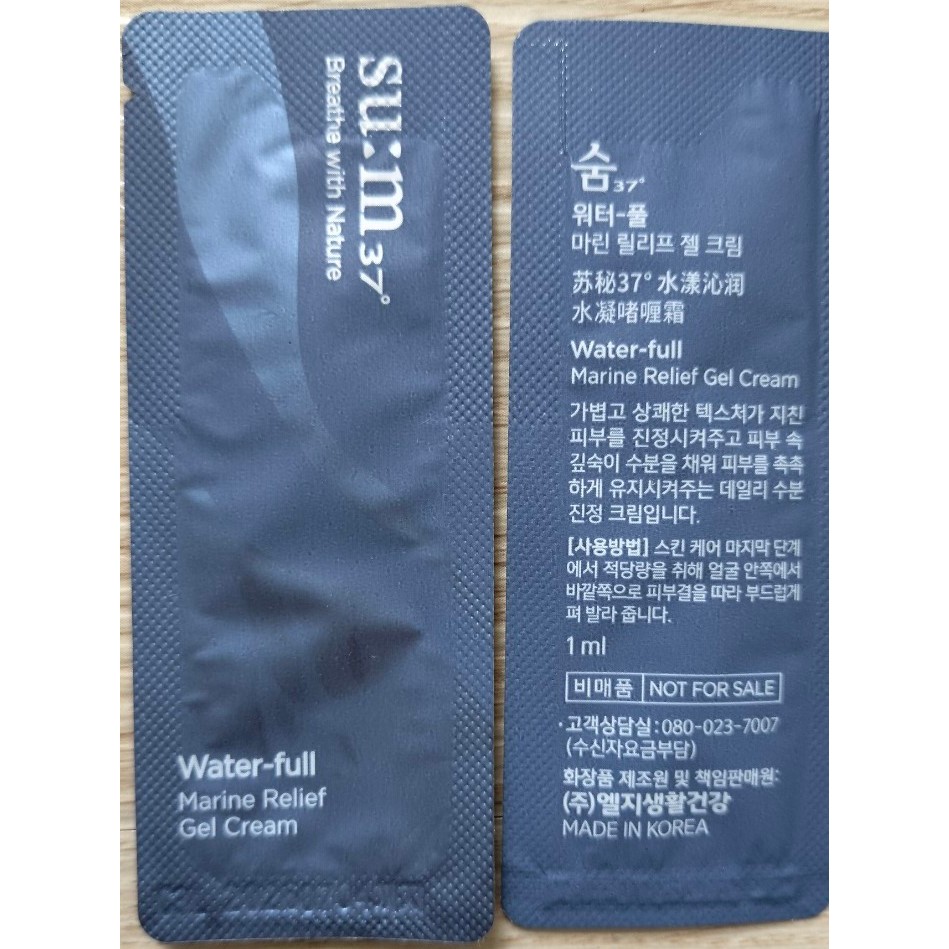 su:m37°
Breathe with Nature
Water-full
Marine Relief
Gel Cream
숨37°
워터-풀
마린 릴리프 젤 크림
苏秘37° 水漾沁润
水凝啫喱霜
Water-full
Marine Relief Gel Cream
가볍고 상쾌한 텍스처가 지친
피부를 진정시켜주고 피부 속
깊숙이 수분을 채워 피부를 촉촉
하게 유지시켜주는 데일리 수분
진정 크림입니다.
[사용방법] 스킨 케어 마지막 단계
에서 적당량을 취해 얼굴 안쪽에서
바깥쪽으로 피부결을 따라 부드럽게
펴 발라 줍니다.
1 ml
비매품 NOT FOR SALE
·고객상담실:080-023-7007
(수신자요금부담)
화장품 제조원 및 책임판매원:
(주)엘지생활건강
MADE IN KOREA